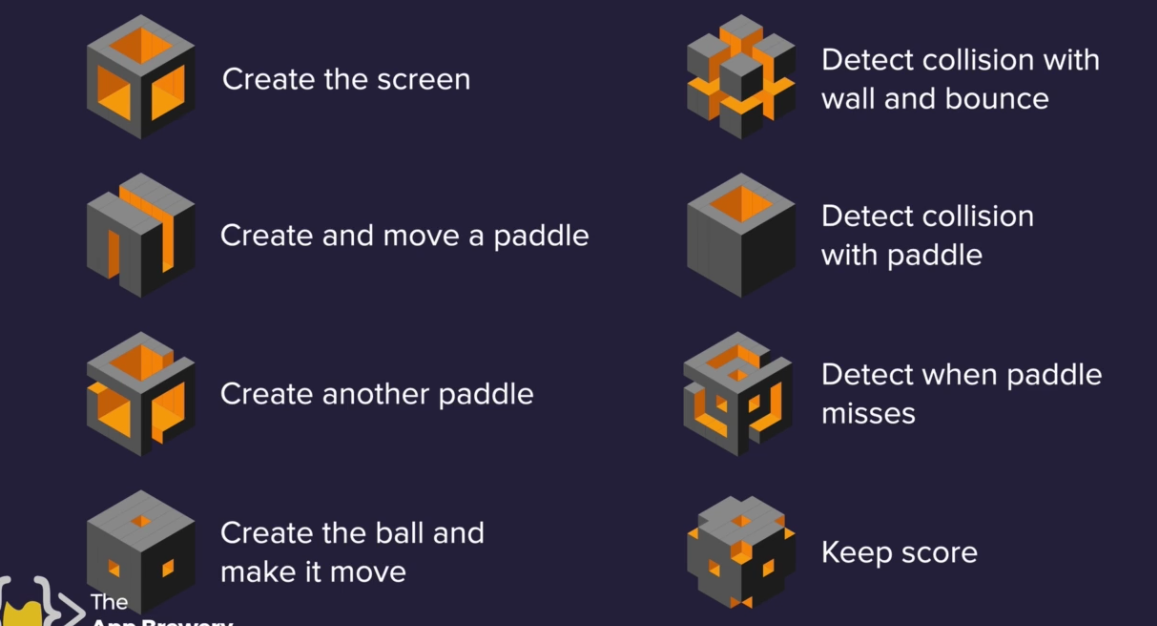 Create the screen
Create and move a paddle
Create another paddle
Create the ball and
make it move
Detect collision with
wall and bounce
Detect collision
with paddle
Detect when paddle
misses
Keep score
The
App Brewery